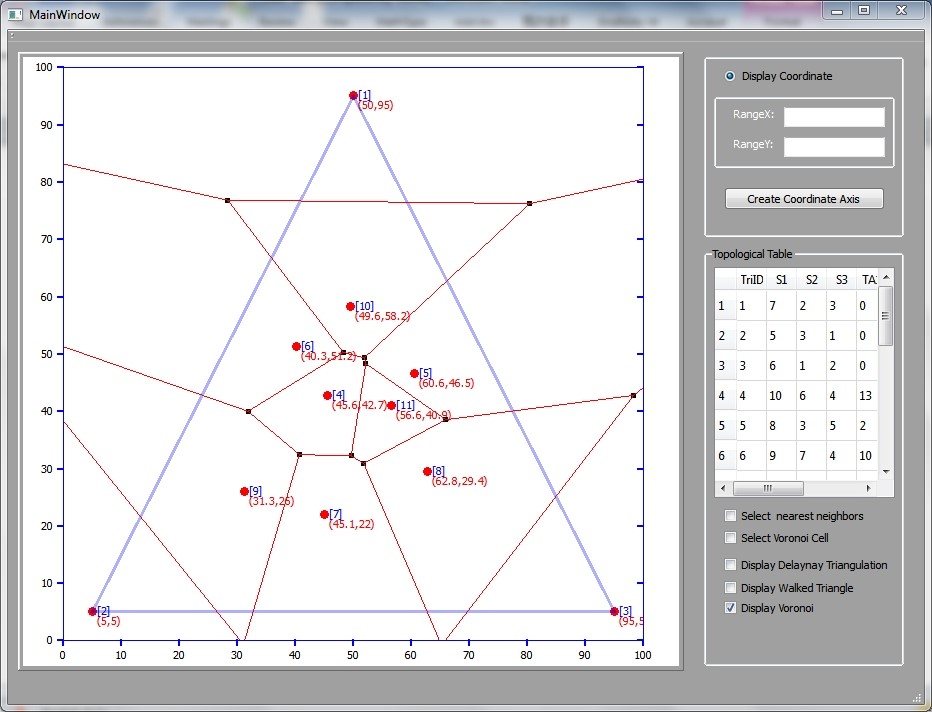 MainWindow
100
90
80
70
60
50
40
30
20
10
0
0 10 20 30 40 50 60 70 80 90 100
[1]
(50,95)
[10]
(49.6,58.2)
[6]
(40.3,51.2)
[5]
(60.6,46.5)
[4]
(45.6,42.7)
[11]
(56.6,40.9)
[8]
(62.8,29.4)
[9]
(31.3,26)
[7]
(45.1,22)
[2]
(5,5)
[3]
(95,5
Display Coordinate
RangeX:
RangeY:
Create Coordinate Axis
Topological Table
TriID S1 S2 S3 TA
1 1 7 2 3 0
2 2 5 3 1 0
3 3 6 1 2 0
4 4 10 6 4 13
5 5 8 3 5 2
6 6 9 7 4 10
Select nearest neighbors
Select Voronoi Cell
Display Delaynay Triangulation
Display Walked Triangle
Display Voronoi